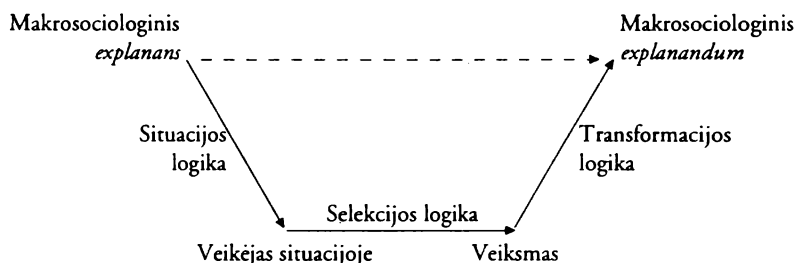 Makrosociologinis
explanans
Makrosociologinis
explanandum
Situacijos
logika
Transformacijos
logika
Selekcijos logika
Veikėjas situacijoje
Veiksmas